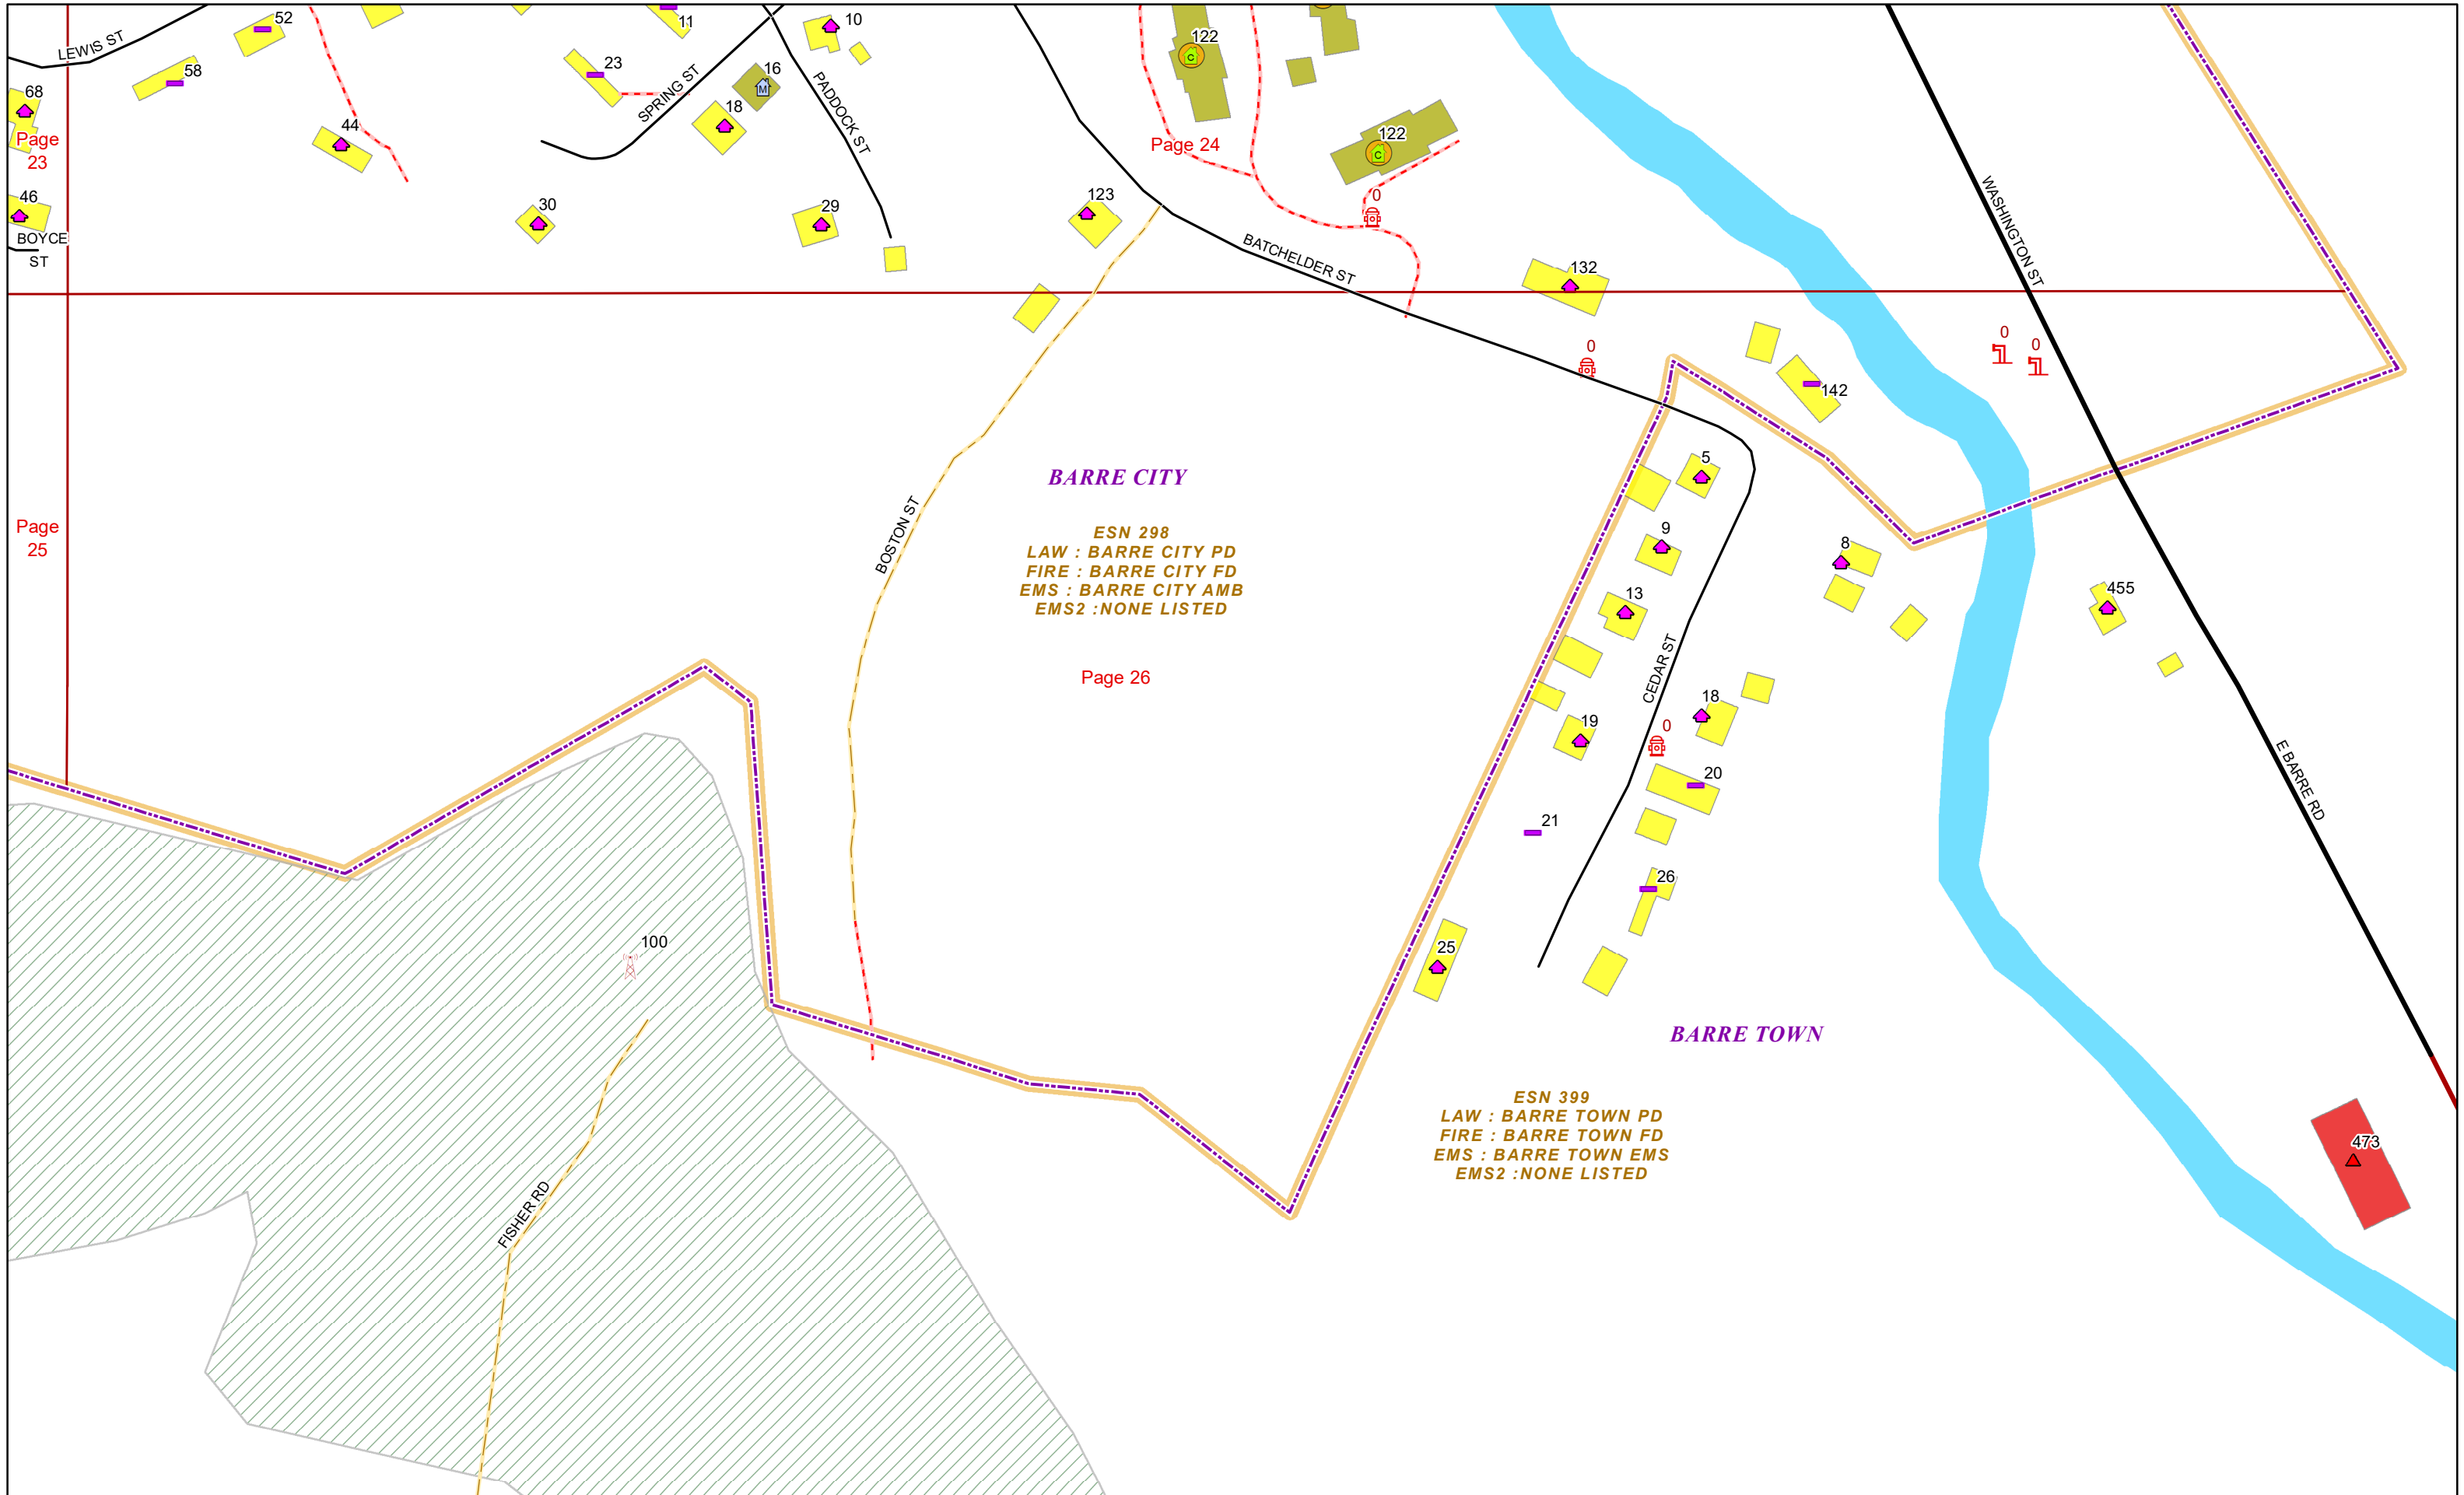 52
11
10
LEWIS ST
122
58
23
16
68
SPRING ST
PADDOCK ST
18
44
122
Page
23
Page 24
46
30
29
123
0
WASHINGTON ST
BOYCE
ST
BATCHELDER ST
132
0
0
0
142
5
BARRE CITY
Page
25
BOSTON ST
ESN 298
LAW : BARRE CITY PD
FIRE : BARRE CITY FD
EMS : BARRE CITY AMB
EMS2 :NONE LISTED
9
8
13
455
CEDAR ST
Page 26
18
19
0
20
E BARRE RD
21
26
100
25
BARRE TOWN
ESN 399
LAW : BARRE TOWN PD
FIRE : BARRE TOWN FD
EMS : BARRE TOWN EMS
EMS2 :NONE LISTED
473
FISHER RD
M
C
C